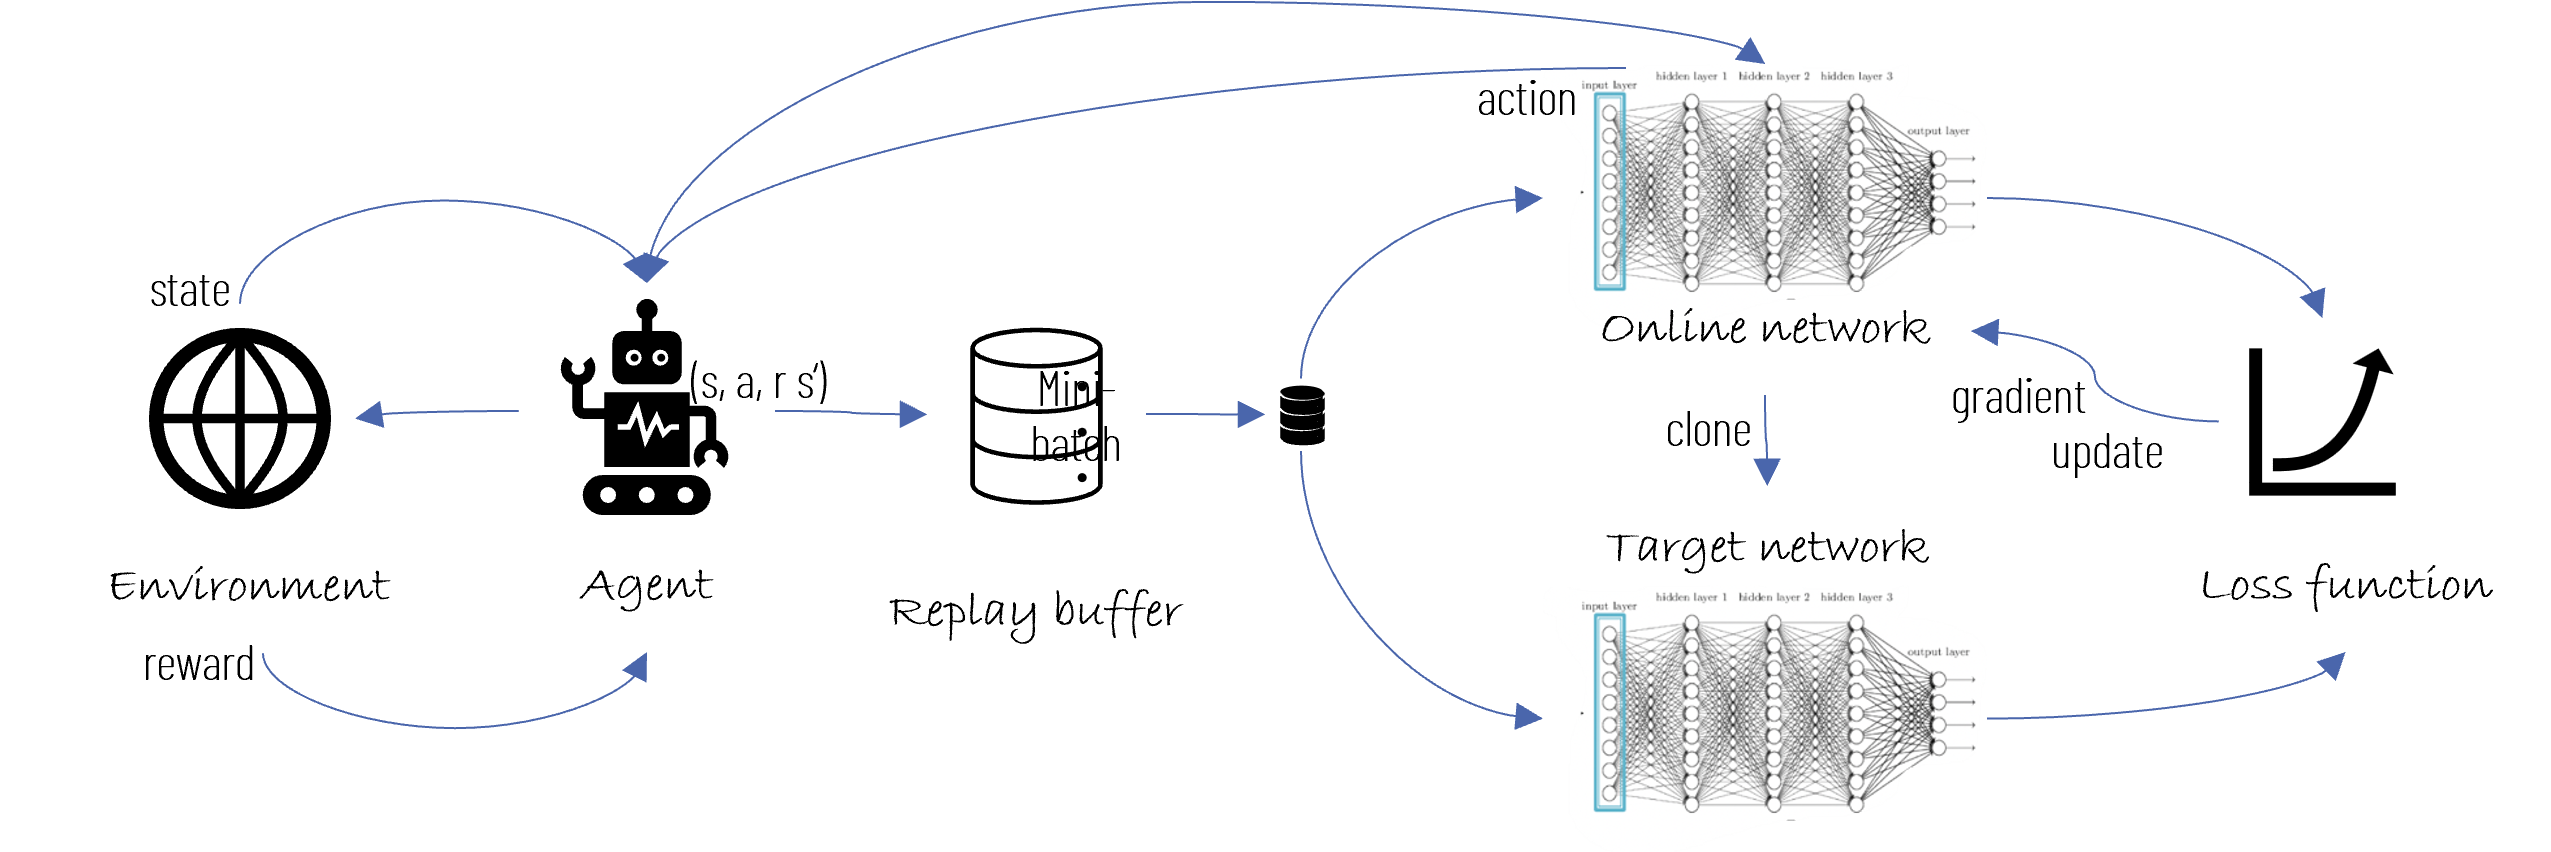 hidden layer 1 hidden layer 2 hidden layer 3
input layer
action
output layer
state
Online network
(s, a, r s')
Mini-
batch
gradient
update
clone
Target network
Environment
Agent
Replay buffer
Loss function
hidden layer 1 hidden layer 2 hidden layer 3
input layer
output layer
reward